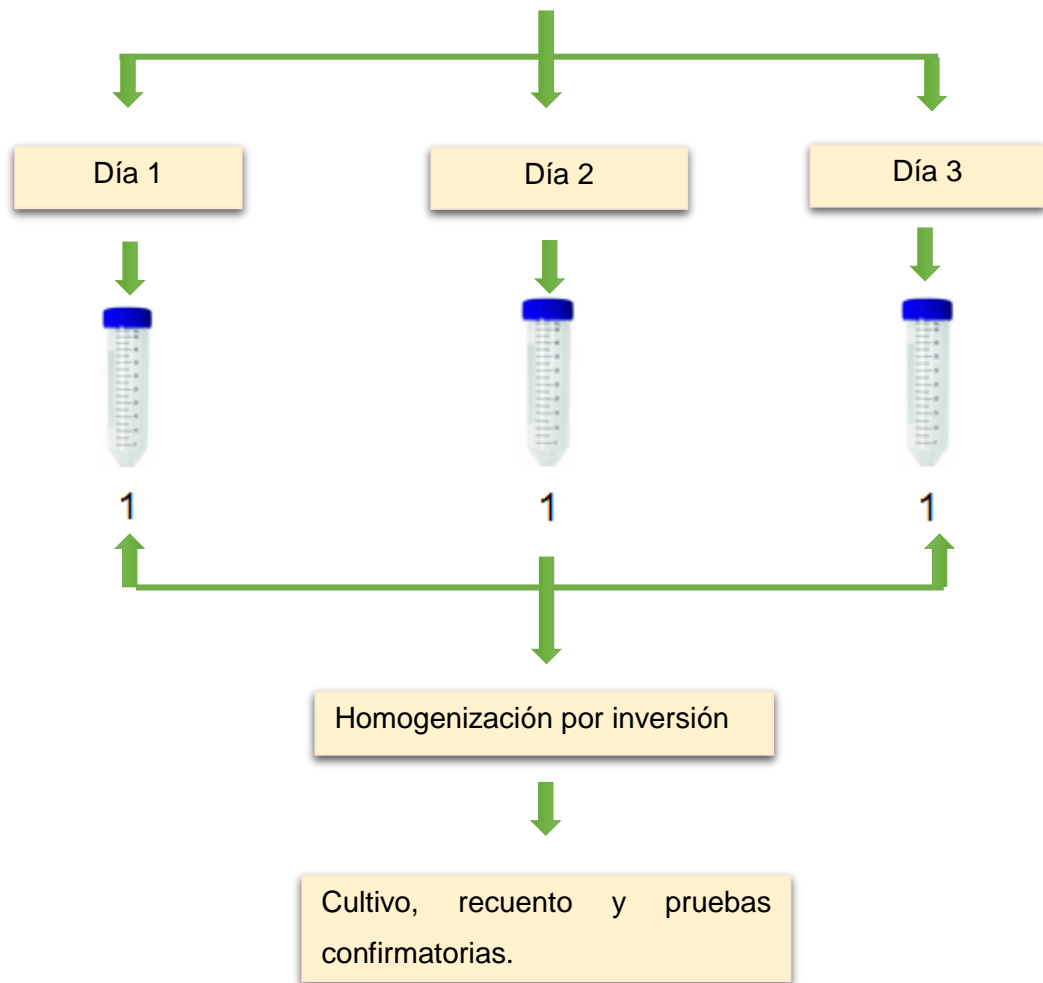 Día 1
Día 2
Día 3
1
1
1
Homogenización por inversión
Cultivo, recuento y pruebas
confirmatorias.